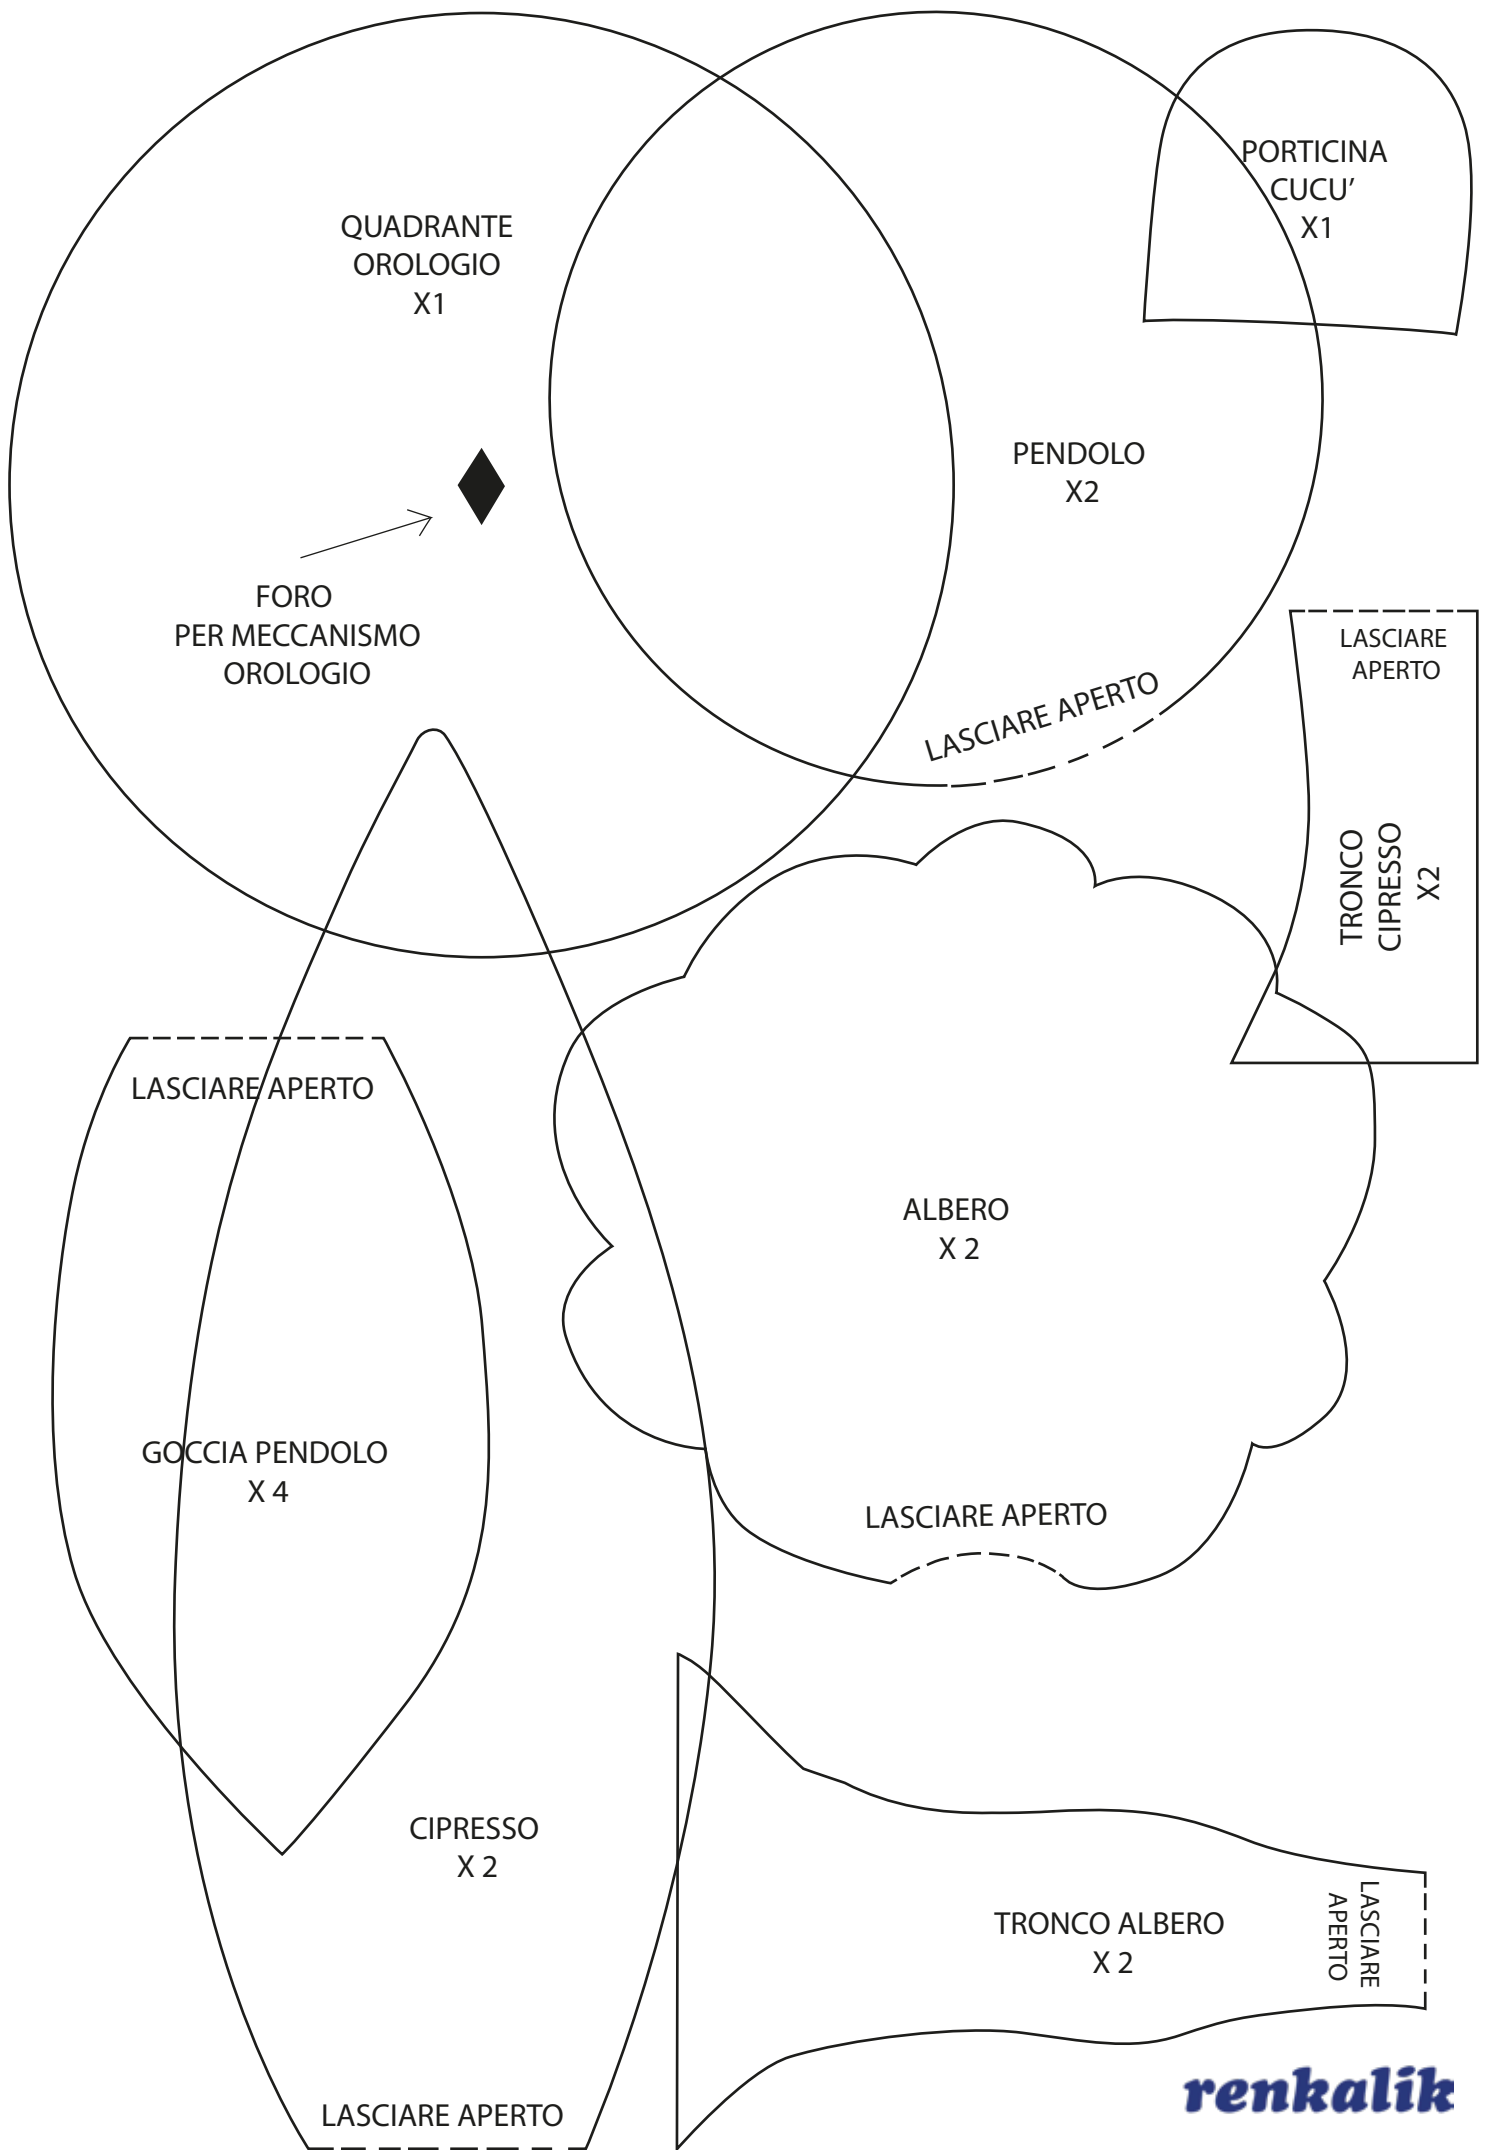 PORTICINA
CUCU’
X1
QUADRANTE
OROLOGIO
X1
PENDOLO
X2
FORO
PER MECCANISMO
OROLOGIO
LASCIARE
APERTO
LASCIARE APERTO
TRONCO
CIPRESSO
X2
LASCIARE APERTO
ALBERO
X 2
GOCCIA PENDOLO
X 4
LASCIARE APERTO
CIPRESSO
X 2
TRONCO ALBERO
X 2
LASCIARE
APERTO
LASCIARE APERTO
renkalik